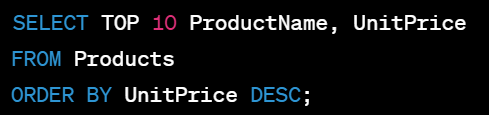 SELECT TOP 10 ProductName, UnitPrice
FROM Products
ORDER BY UnitPrice DESC;